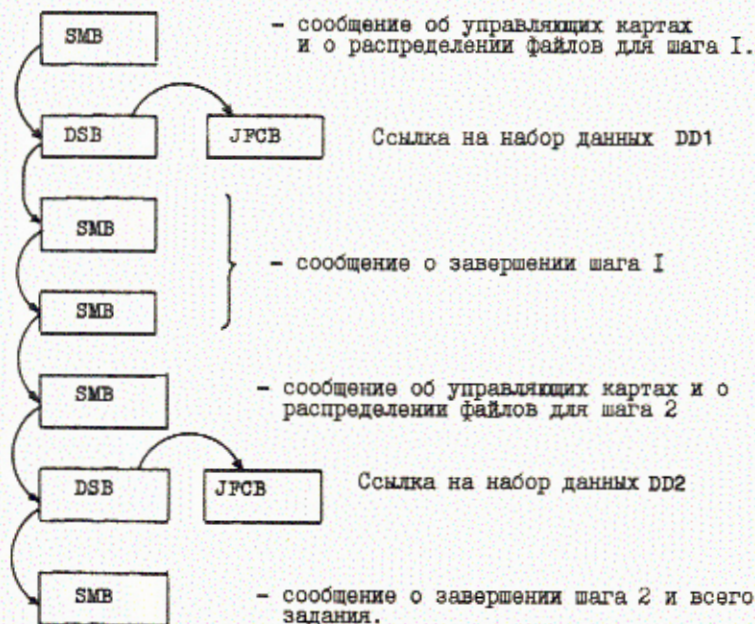 SMB
- сообщение об управляющих картах
и о распределении файлов для шага I.
DSB
JFCB
Ссылка на набор данных DD1
SMB
- сообщение о завершении шага I
SMB
SMB
- сообщение об управляющих картах и о
распределении файлов для шага 2
DSB
JFCB
Ссылка на набор данных DD2
SMB
- сообщение о завершении шага 2 и всего
задания.